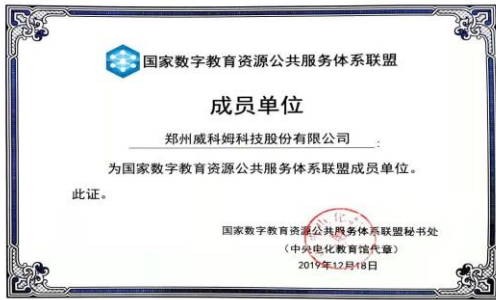 国家数字教育资源公共服务体系联盟
成员单位
郑州威科姆科技股份有限公司：
为国家数字教育资源公共服务体系联盟成员单位。
此证。
国家数字教育资源公共服务体系联盟秘书处
（中央电化教育馆代章）
2019年12月18日